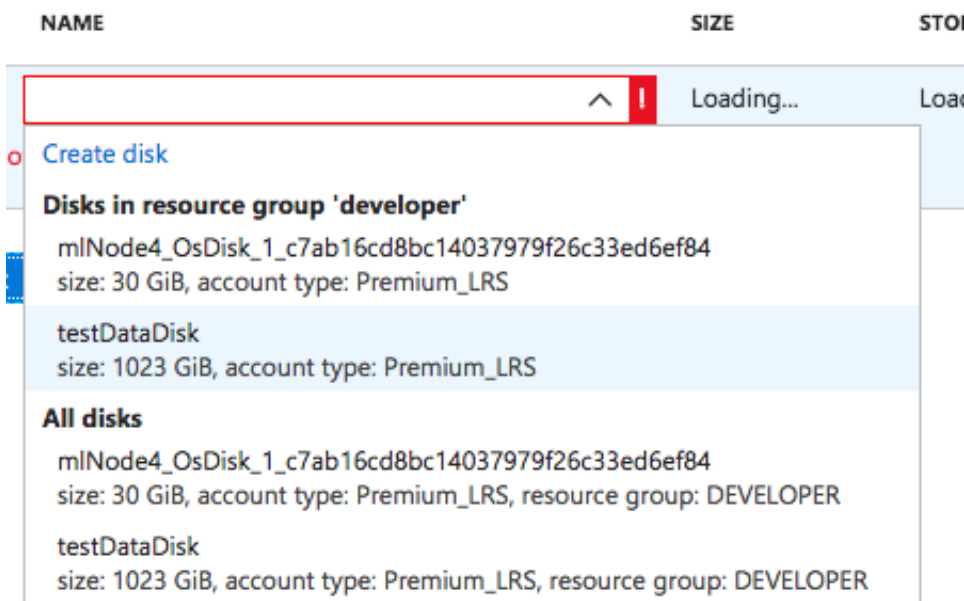 NAME SIZE
! Loading...
Create disk
Disks in resource group 'developer'
mlNode4_OsDisk_1_c7ab16cd8bc14037979f26c33ed6ef84
size: 30 GiB, account type: Premium_LRS
testDataDisk
size: 1023 GiB, account type: Premium_LRS
All disks
mlNode4_OsDisk_1_c7ab16cd8bc14037979f26c33ed6ef84
size: 30 GiB, account type: Premium_LRS, resource group: DEVELOPER
testDataDisk
size: 1023 GiB, account type: Premium_LRS, resource group: DEVELOPER